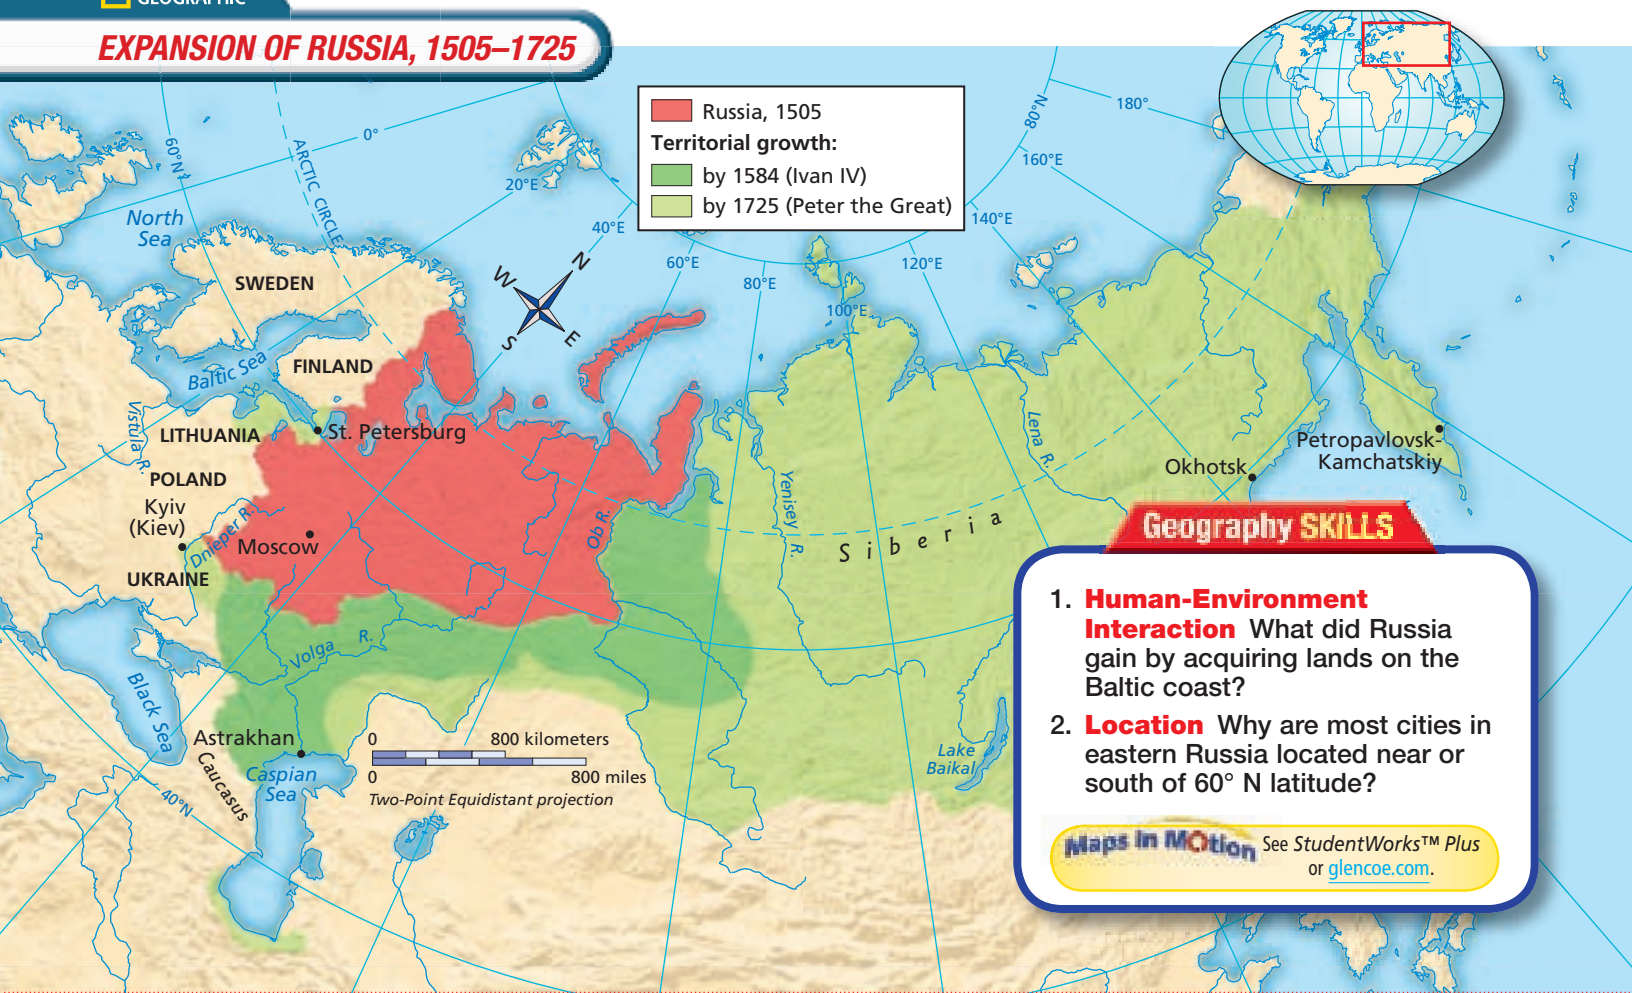 GEOGRAPHIC
EXPANSION OF RUSSIA, 1505–1725
Russia, 1505
Territorial growth:
by 1584 (Ivan IV)
by 1725 (Peter the Great)
60°N
0°
ARCTIC CIRCLE
20°E
40°E
60°E
80°E
100°E
120°E
140°E
160°E
180°
80°N
North
Sea
SWEDEN
N
W
E
S
FINLAND
Baltic Sea
Vistula R.
LITHUANIA
St. Petersburg
POLAND
Kyiv
(Kiev)
Dnieper R.
Moscow
UKRAINE
Ob R.
Yenisey R.
Lena R.
Siberia
Okhotsk
Petropavlovsk-
Kamchatskiy
Volga R.
Black Sea
Astrakhan
Caucasus
Caspian
Sea
40°N
Lake
Baikal
0 800 kilometers
0 800 miles
Two-Point Equidistant projection
Geography SKILLS
1. Human-Environment
Interaction What did Russia
gain by acquiring lands on the
Baltic coast?
2. Location Why are most cities in
eastern Russia located near or
south of 60° N latitude?
Maps in MOtion See StudentWorks™ Plus
or glencoe.com.